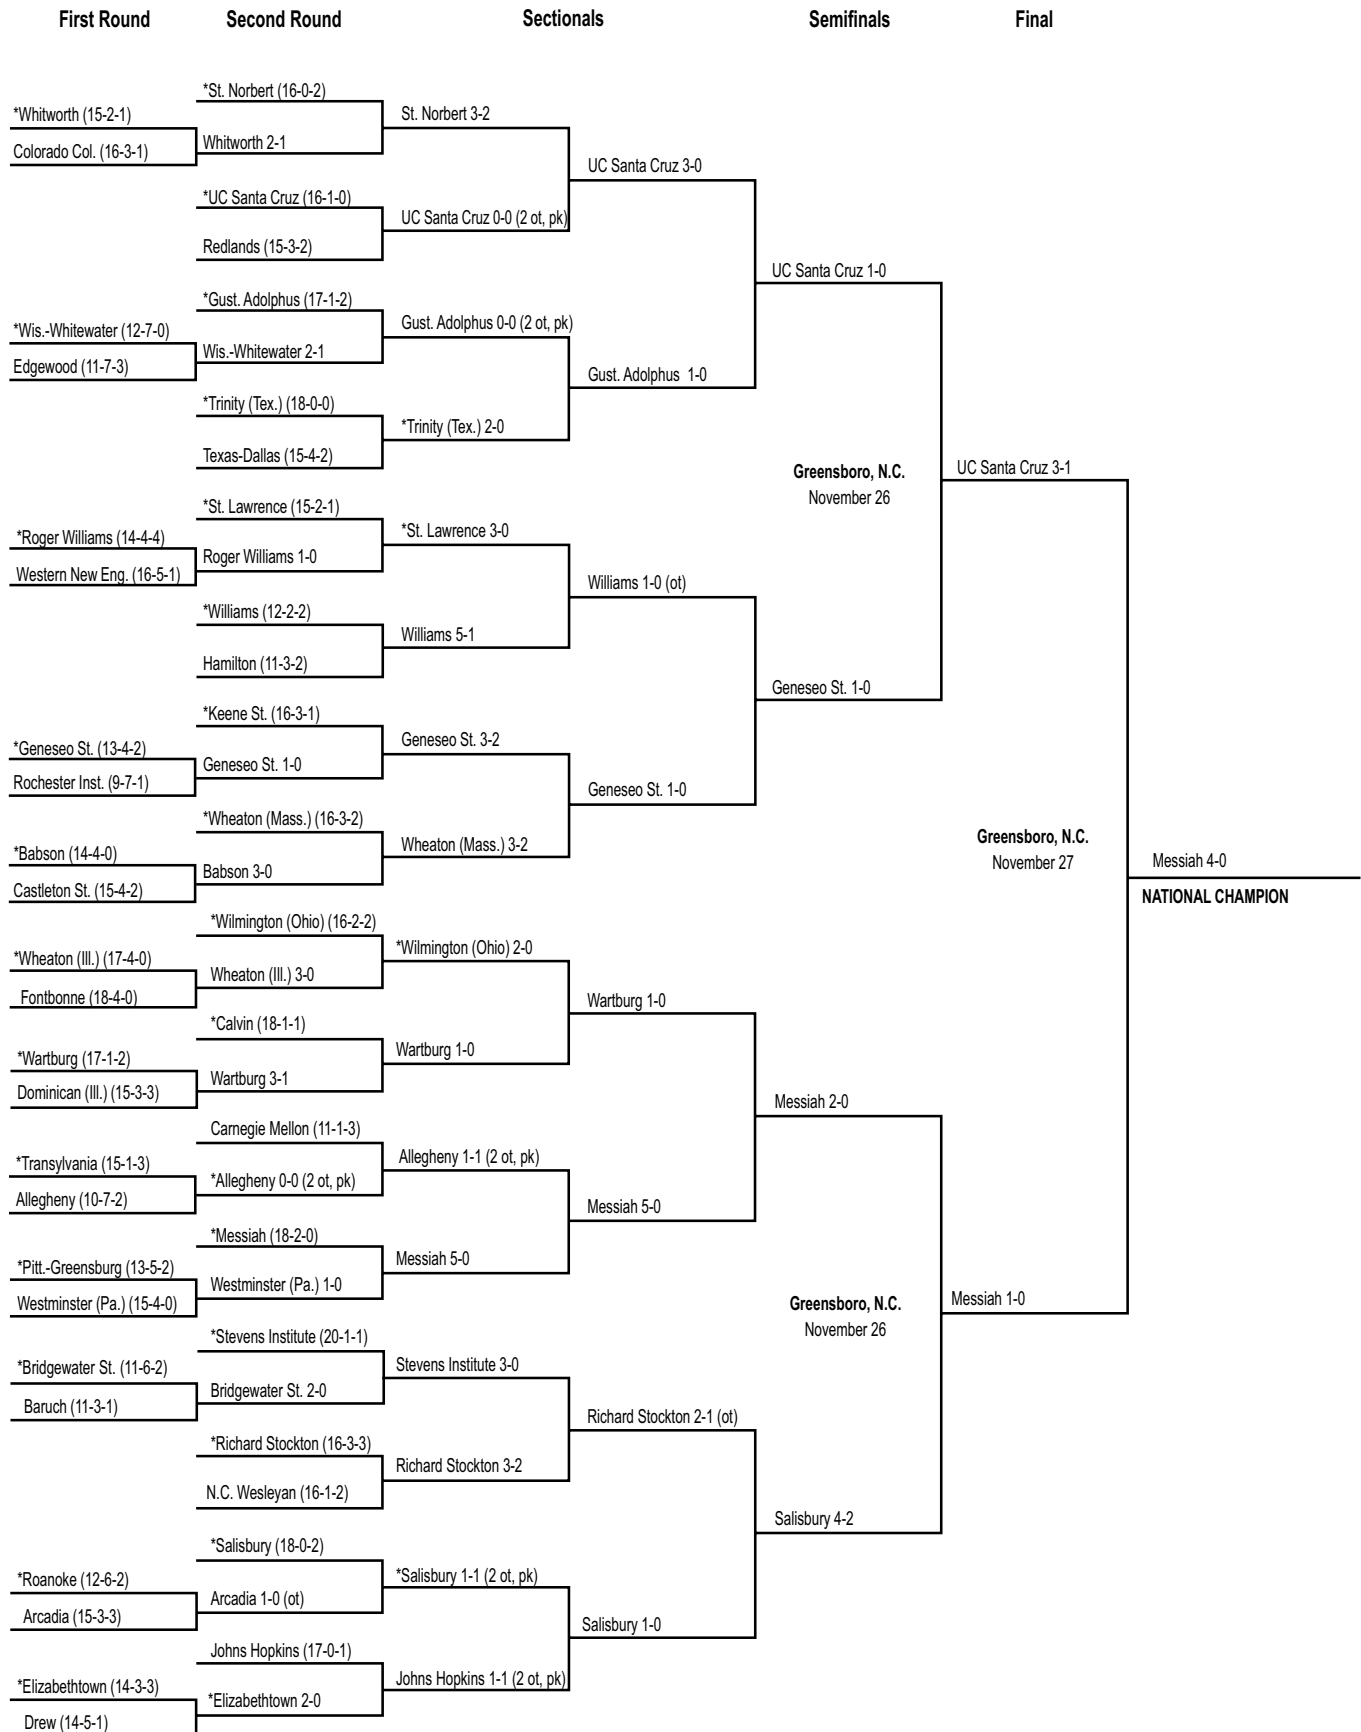 First Round
Second Round
Sectionals
Semifinals
Final
*Whitworth (15-2-1)
Colorado Col. (16-3-1)
*Wis.-Whitewater (12-7-0)
Edgewood (11-7-3)
*Roger Williams (14-4-4)
Western New Eng. (16-5-1)
*Geneseo St. (13-4-2)
Rochester Inst. (9-7-1)
*Babson (14-4-0)
Castleton St. (15-4-2)
*Wheaton (Ill.) (17-4-0)
Fontbonne (18-4-0)
*Wartburg (17-1-2)
Dominican (Ill.) (15-3-3)
*Transylvania (15-1-3)
Allegheny (10-7-2)
*Pitt.-Greensburg (13-5-2)
Westminster (Pa.) (15-4-0)
*Bridgewater St. (11-6-2)
Baruch (11-3-1)
*Roanoke (12-6-2)
Arcadia (15-3-3)
*Elizabethtown (14-3-3)
Drew (14-5-1)
*St. Norbert (16-0-2)
Whitworth 2-1
*UC Santa Cruz (16-1-0)
Redlands (15-3-2)
*Gust. Adolphus (17-1-2)
Wis.-Whitewater 2-1
*Trinity (Tex.) (18-0-0)
Texas-Dallas (15-4-2)
*St. Lawrence (15-2-1)
Roger Williams 1-0
*Williams (12-2-2)
Hamilton (11-3-2)
*Keene St. (16-3-1)
Geneseo St. 1-0
*Wheaton (Mass.) (16-3-2)
Babson 3-0
*Wilmington (Ohio) (16-2-2)
Wheaton (Ill.) 3-0
*Calvin (18-1-1)
Wartburg 3-1
Carnegie Mellon (11-1-3)
*Allegheny 0-0 (2 ot, pk)
*Messiah (18-2-0)
Westminster (Pa.) 1-0
*Stevens Institute (20-1-1)
Bridgewater St. 2-0
*Richard Stockton (16-3-3)
N.C. Wesleyan (16-1-2)
*Salisbury (18-0-2)
Arcadia 1-0 (ot)
Johns Hopkins (17-0-1)
*Elizabethtown 2-0
St. Norbert 3-2
UC Santa Cruz 0-0 (2 ot, pk)
Gust. Adolphus 0-0 (2 ot, pk)
*Trinity (Tex.) 2-0
*St. Lawrence 3-0
Williams 5-1
Geneseo St. 3-2
Wheaton (Mass.) 3-2
*Wilmington (Ohio) 2-0
Wartburg 1-0
Allegheny 1-1 (2 ot, pk)
Messiah 5-0
Stevens Institute 3-0
Richard Stockton 3-2
*Salisbury 1-1 (2 ot, pk)
Johns Hopkins 1-1 (2 ot, pk)
UC Santa Cruz 3-0
Gust. Adolphus 1-0
Williams 1-0 (ot)
Geneseo St. 1-0
Wartburg 1-0
Messiah 5-0
Richard Stockton 2-1 (ot)
Salisbury 1-0
UC Santa Cruz 1-0
Greensboro, N.C.
November 26
Geneseo St. 1-0
Messiah 2-0
Greensboro, N.C.
November 26
Salisbury 4-2
UC Santa Cruz 3-1
Greensboro, N.C.
November 27
Messiah 1-0
Messiah 4-0
NATIONAL CHAMPION